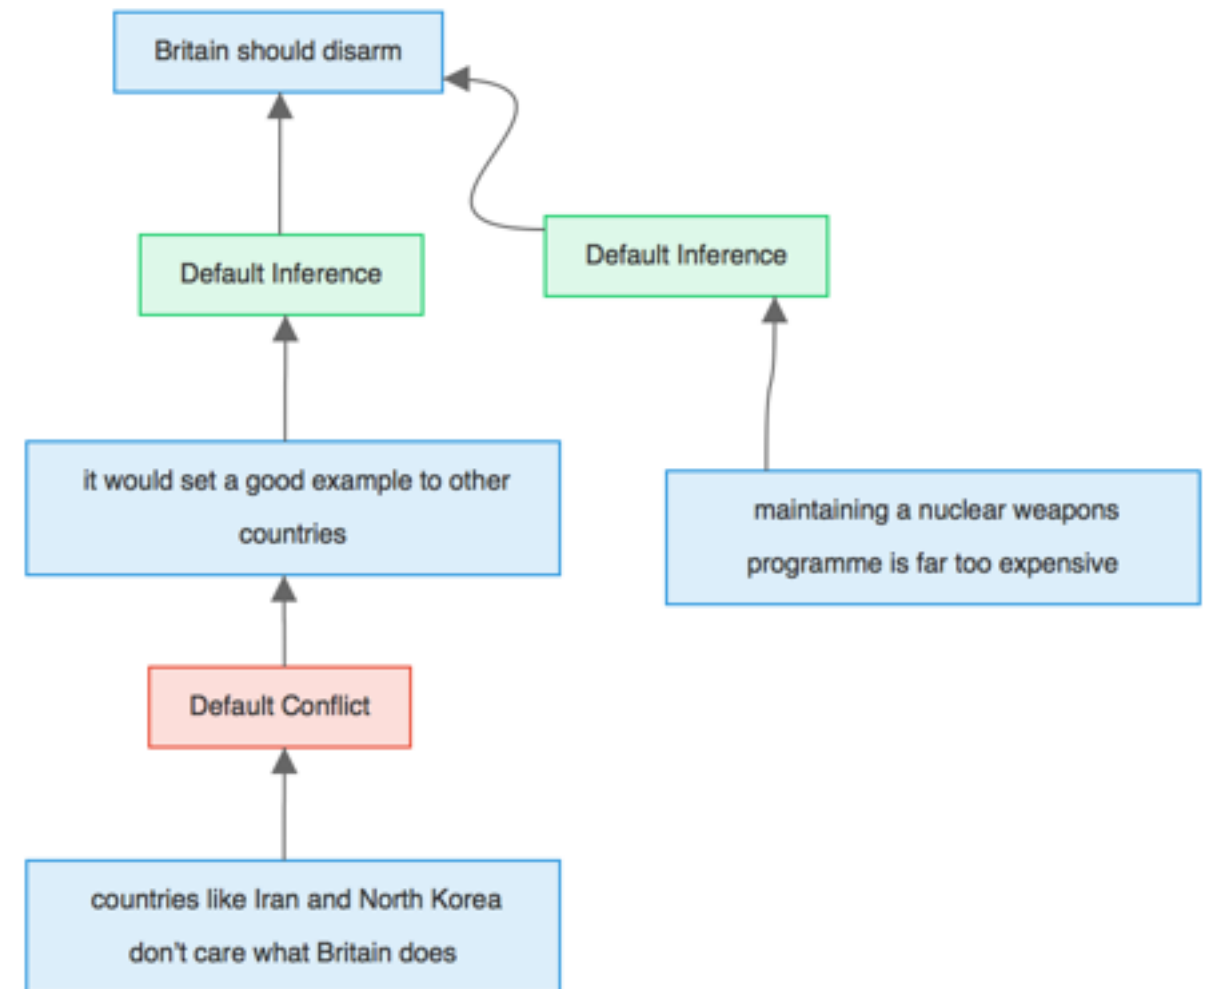 Britain should disarm
Default Inference
Default Inference
it would set a good example to other
countries
maintaining a nuclear weapons
programme is far too expensive
Default Conflict
countries like Iran and North Korea
don't care what Britain does